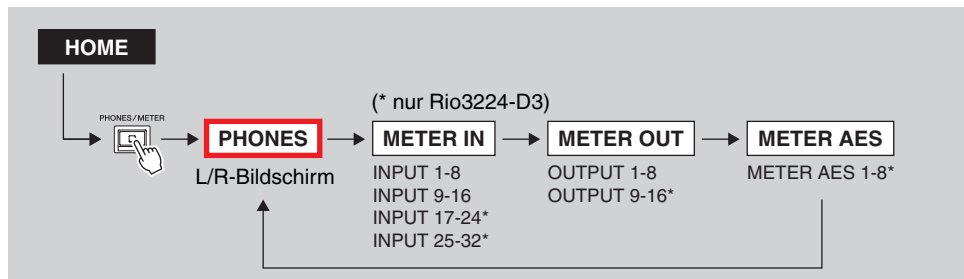 HOME
(* nur Rio3224-D3)
PHONES/METER
PHONES
METER IN
METER OUT
METER AES
L/R-Bildschirm
INPUT 1-8
INPUT 9-16
INPUT 17-24*
INPUT 25-32*
OUTPUT 1-8
OUTPUT 9-16*
METER AES 1-8*